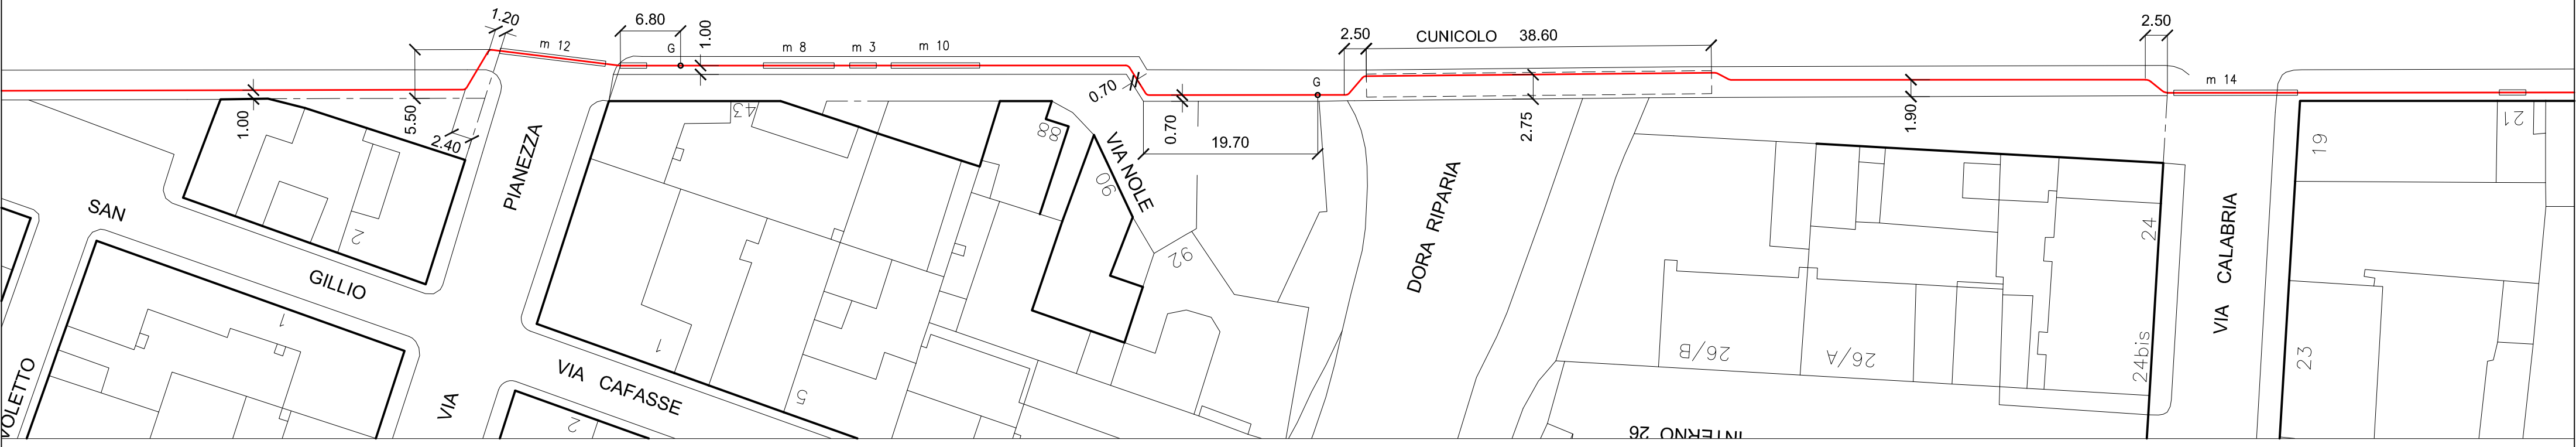 1.20
6.80
m 12
G
1.00
m 8
m 3
m 10
2.50
CUNICOLO 38.60
2.50
m 14
1.00
5.50
2.40
0.70
0.70
G
19.70
2.75
1.90
43
88
90
92
VIA NOLE
PIANEZZA
VIA
SAN
GILLIO
2
1
VOLETTO
1
5
VIA CAFASSE
2
DORA RIPARIA
26/B
26/A
24
24bis
INTERNO 26
VIA CALABRIA
19
21
23